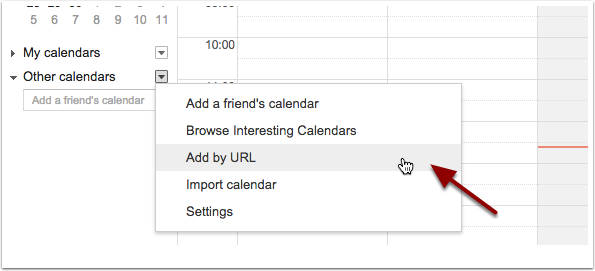 5 6 7 8 9 10 11
10:00
My calendars
Other calendars
Add a friend's calendar
Add a friend's calendar
Browse Interesting Calendars
Add by URL
Import calendar
Settings